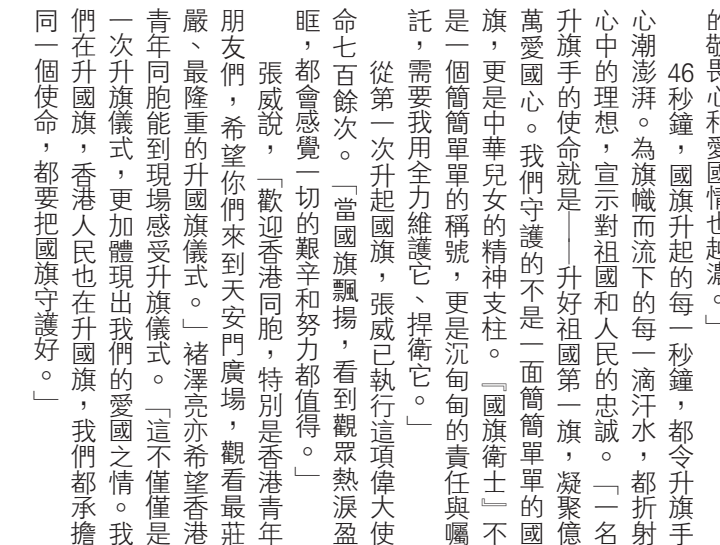 的敬畏心和愛國情也越濃。」
46秒鐘，國旗升起的每一秒鐘，都令升旗手
心潮澎湃。為旗幟而流下的每一滴汗水，都折射
心中的理想，宣示對祖國和人民的忠誠。「一名
升旗手的使命就是——升好祖國第一旗，凝聚億
萬愛國心。我們守護的不是一面簡簡單單的國
旗，更是中華兒女的精神支柱。『國旗衛士』不
是一個簡簡單單的稱號，更是沉甸甸的責任與囑
託，需要我用全力維護它、捍衛它。」
從第一次升起國旗，張威已執行這項偉大使
命七百餘次。「當國旗飄揚，看到觀眾熱淚盈
眶，都會感覺一切的艱辛和努力都值得。」
張威說，「歡迎香港同胞，特別是香港青年
朋友們，希望你們來到天安門廣場，觀看最莊
嚴、最隆重的升國旗儀式。」褚澤亮亦希望香港
青年同胞能到現場感受升旗儀式。「這不僅僅是
一次升旗儀式，更加體現出我們的愛國之情。我
們在升國旗，香港人民也在升國旗，我們都承擔
同一個使命，都要把國旗守護好。」